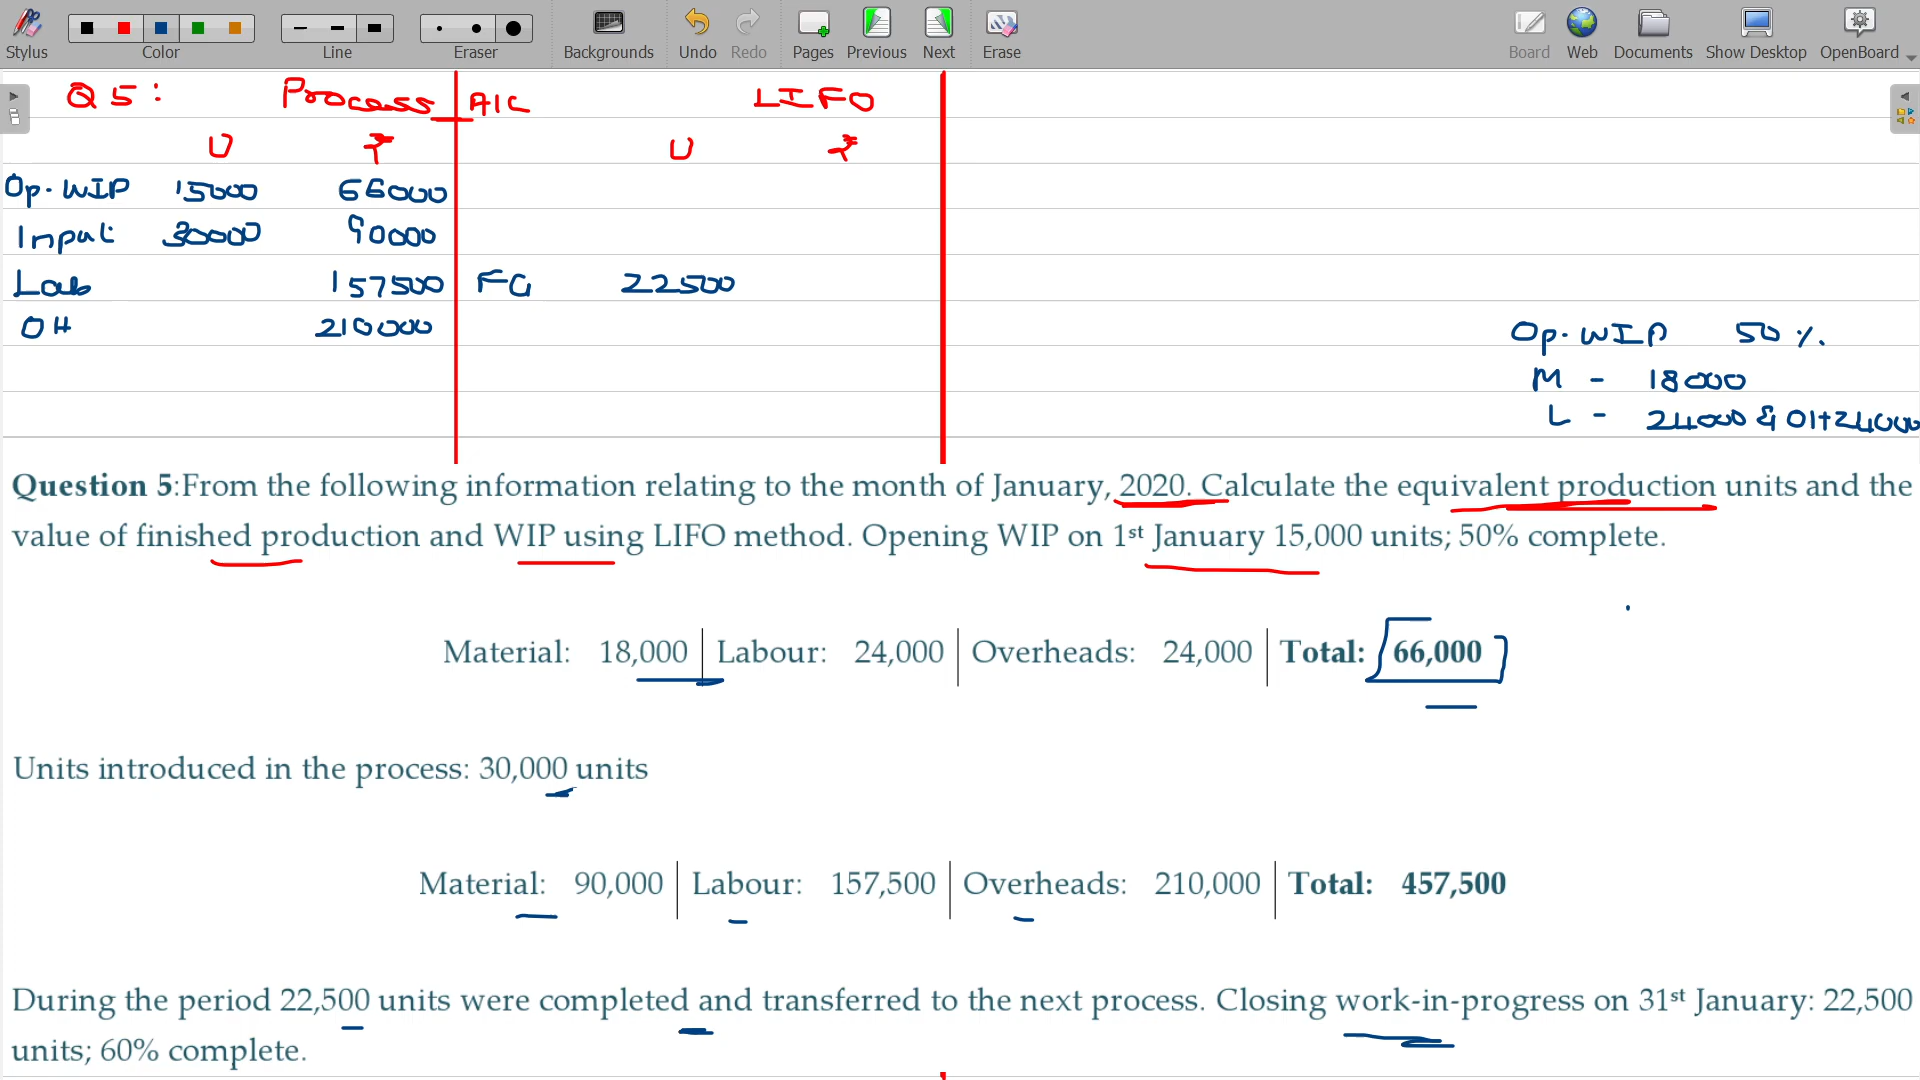 Stylus Color Line Eraser Backgrounds Undo Redo Pages Previous Next Erase Board Web Documents Show Desktop OpenBoard
Q 5 : Process A/C LIFO
U ₹ U ₹
Op. WIP 15000 66000
Input 30000 90000
Lab 157500 FG 22500
OH 210000
Op. WIP 50 %.
M - 18000
L - 24000 & OH 24000
Question 5:From the following information relating to the month of January, 2020. Calculate the equivalent production units and the
value of finished production and WIP using LIFO method. Opening WIP on 1st January 15,000 units; 50% complete.
Material: 18,000 Labour: 24,000 Overheads: 24,000 Total: 66,000
Units introduced in the process: 30,000 units
Material: 90,000 Labour: 157,500 Overheads: 210,000 Total: 457,500
During the period 22,500 units were completed and transferred to the next process. Closing work-in-progress on 31st January: 22,500
units; 60% complete.